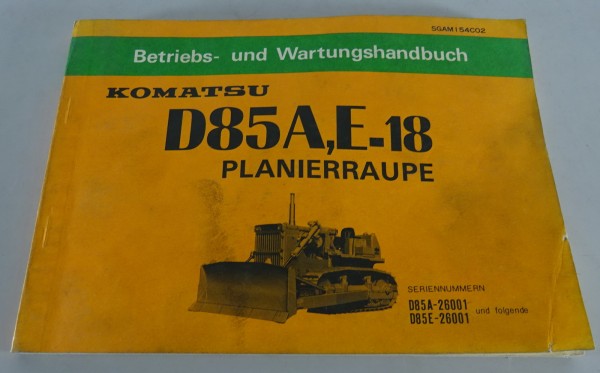 SGAM154C02
Betriebs- und Wartungshandbuch
KOMATSU
D85A,E-18
PLANIERRAUPE
SERIENNUMMERN
D85A-26001
D85E-26001
und folgende